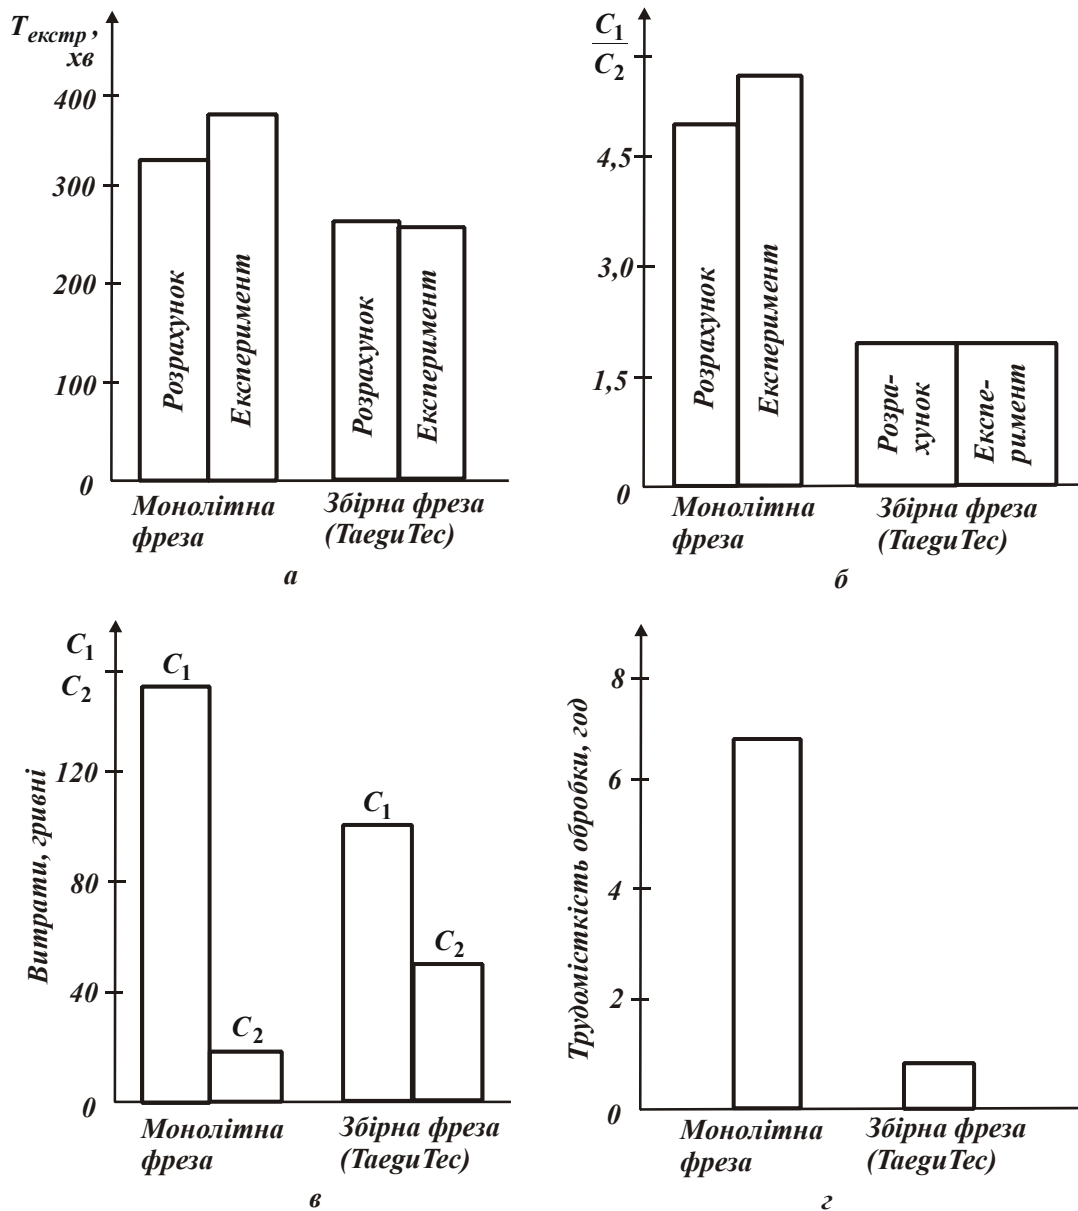 Tекстр ,
хв
400
300
200
100
0
Розрахунок
Експеримент
Розрахунок
Експеримент
Монолітна
фреза
Збірна фреза
(TaeguTec)
а
C1
C2
4,5
3,0
1,5
0
Розрахунок
Експеримент
Розра-
хунок
Експе-
римент
Монолітна
фреза
Збірна фреза
(TaeguTec)
б
C1
C2
Витрати, гривні
120
80
40
0
C1
C2
C1
C2
Монолітна
фреза
Збірна фреза
(TaeguTec)
в
Трудомісткість обробки, год
8
6
4
2
0
Монолітна
фреза
Збірна фреза
(TaeguTec)
г